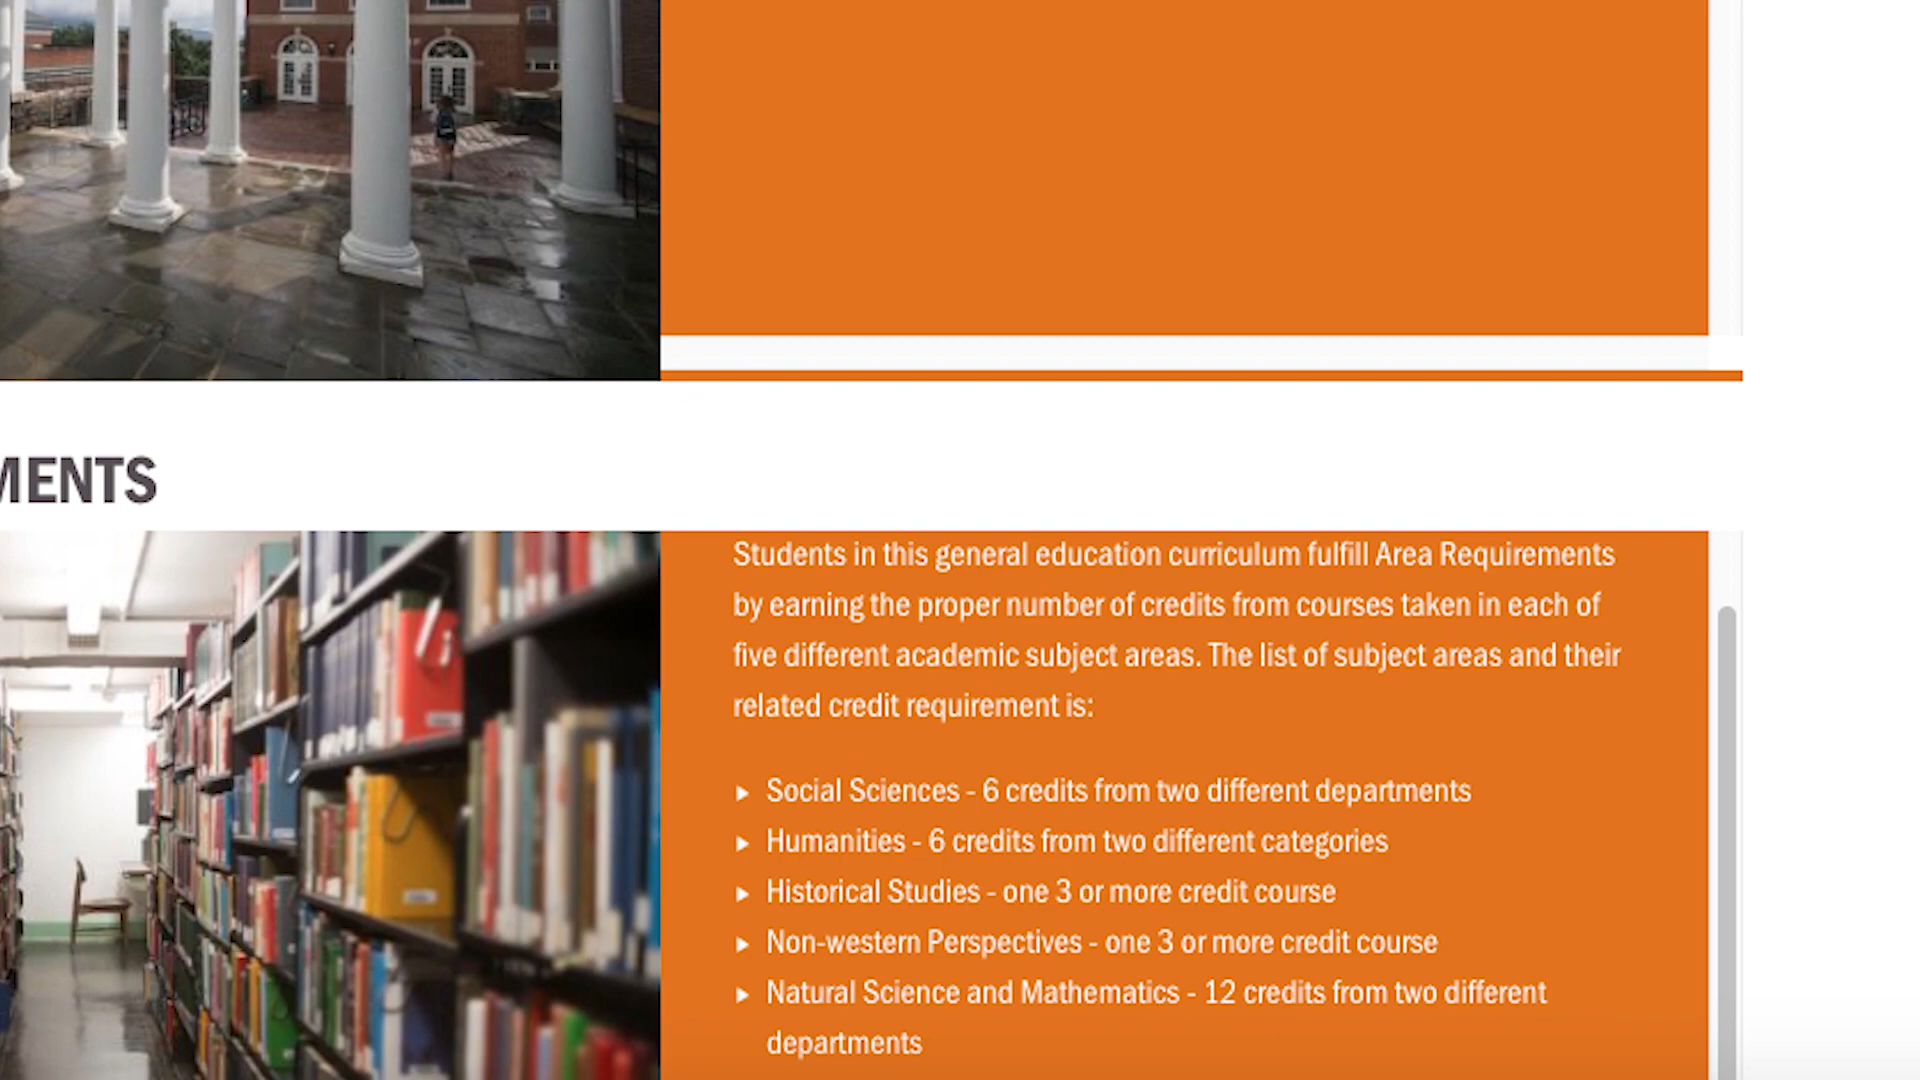 MENTS
Students in this general education curriculum fulfill Area Requirements
by earning the proper number of credits from courses taken in each of
five different academic subject areas. The list of subject areas and their
related credit requirement is:
▸ Social Sciences - 6 credits from two different departments
▸ Humanities - 6 credits from two different categories
▸ Historical Studies - one 3 or more credit course
▸ Non-western Perspectives - one 3 or more credit course
▸ Natural Science and Mathematics - 12 credits from two different
departments